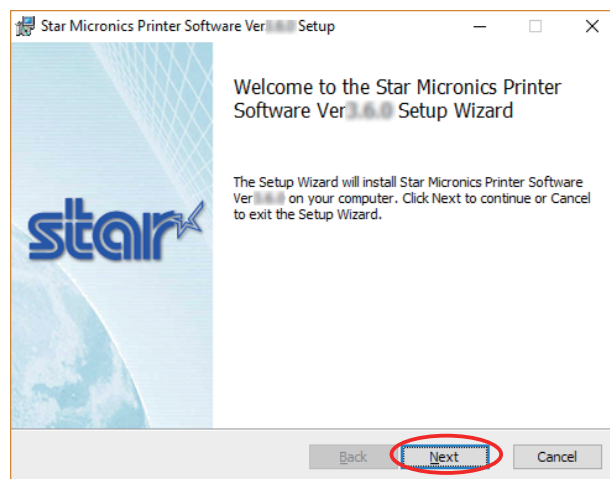 Star Micronics Printer Software Ver Setup
Welcome to the Star Micronics Printer
Software Ver Setup Wizard
The Setup Wizard will install Star Micronics Printer Software
Ver on your computer. Click Next to continue or Cancel
to exit the Setup Wizard.
star
Back
Next
Cancel